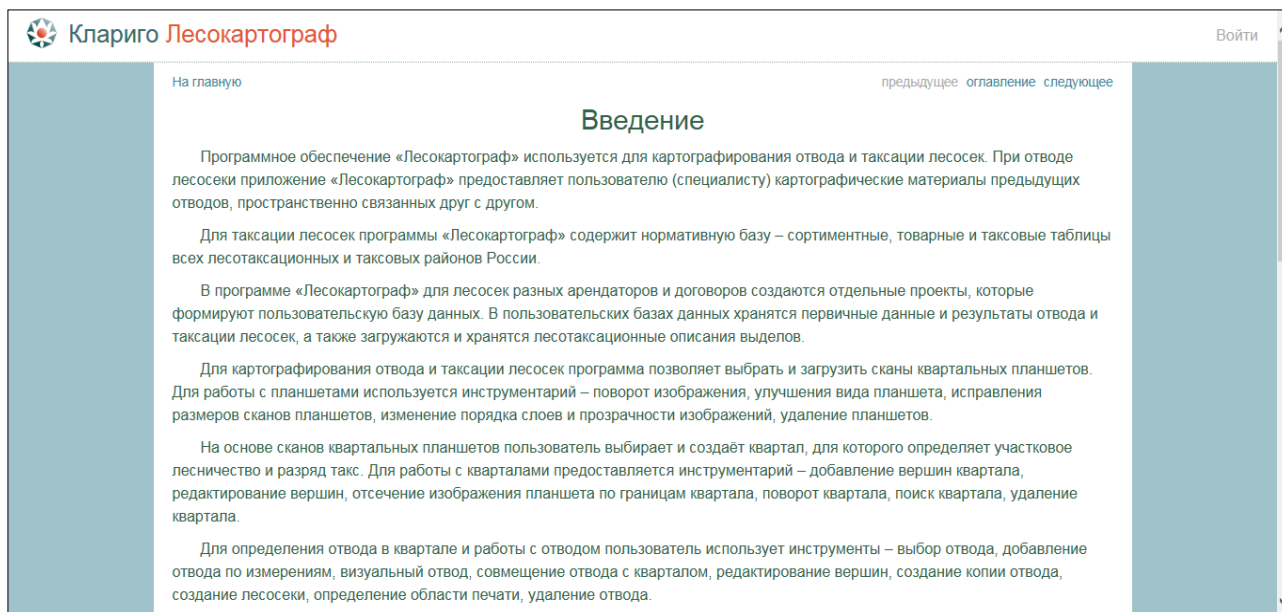 Клариго Лесокартограф
Войти
На главную
предыдущее оглавление следующее
Введение
Программное обеспечение «Лесокартограф» используется для картографирования отвода и таксации лесосек. При отводе
лесосеки приложение «Лесокартограф» предоставляет пользователю (специалисту) картографические материалы предыдущих
отводов, пространственно связанных друг с другом.
Для таксации лесосек программы «Лесокартограф» содержит нормативную базу – сортиментные, товарные и таксовые таблицы
всех лесотаксационных и таксовых районов России.
В программе «Лесокартограф» для лесосек разных арендаторов и договоров создаются отдельные проекты, которые
формируют пользовательскую базу данных. В пользовательских базах данных хранятся первичные данные и результаты отвода и
таксации лесосек, а также загружаются и хранятся лесотаксационные описания выделов.
Для картографирования отвода и таксации лесосек программа позволяет выбрать и загрузить сканы квартальных планшетов.
Для работы с планшетами используется инструментарий – поворот изображения, улучшения вида планшета, исправления
размеров сканов планшетов, изменение порядка слоев и прозрачности изображений, удаление планшетов.
На основе сканов квартальных планшетов пользователь выбирает и создаёт квартал, для которого определяет участковое
лесничество и разряд такс. Для работы с кварталами предоставляется инструментарий – добавление вершин квартала,
редактирование вершин, отсечение изображения планшета по границам квартала, поворот квартала, поиск квартала, удаление
квартала.
Для определения отвода в квартале и работы с отводом пользователь использует инструменты – выбор отвода, добавление
отвода по измерениям, визуальный отвод, совмещение отвода с кварталом, редактирование вершин, создание копии отвода,
создание лесосеки, определение области печати, удаление отвода.